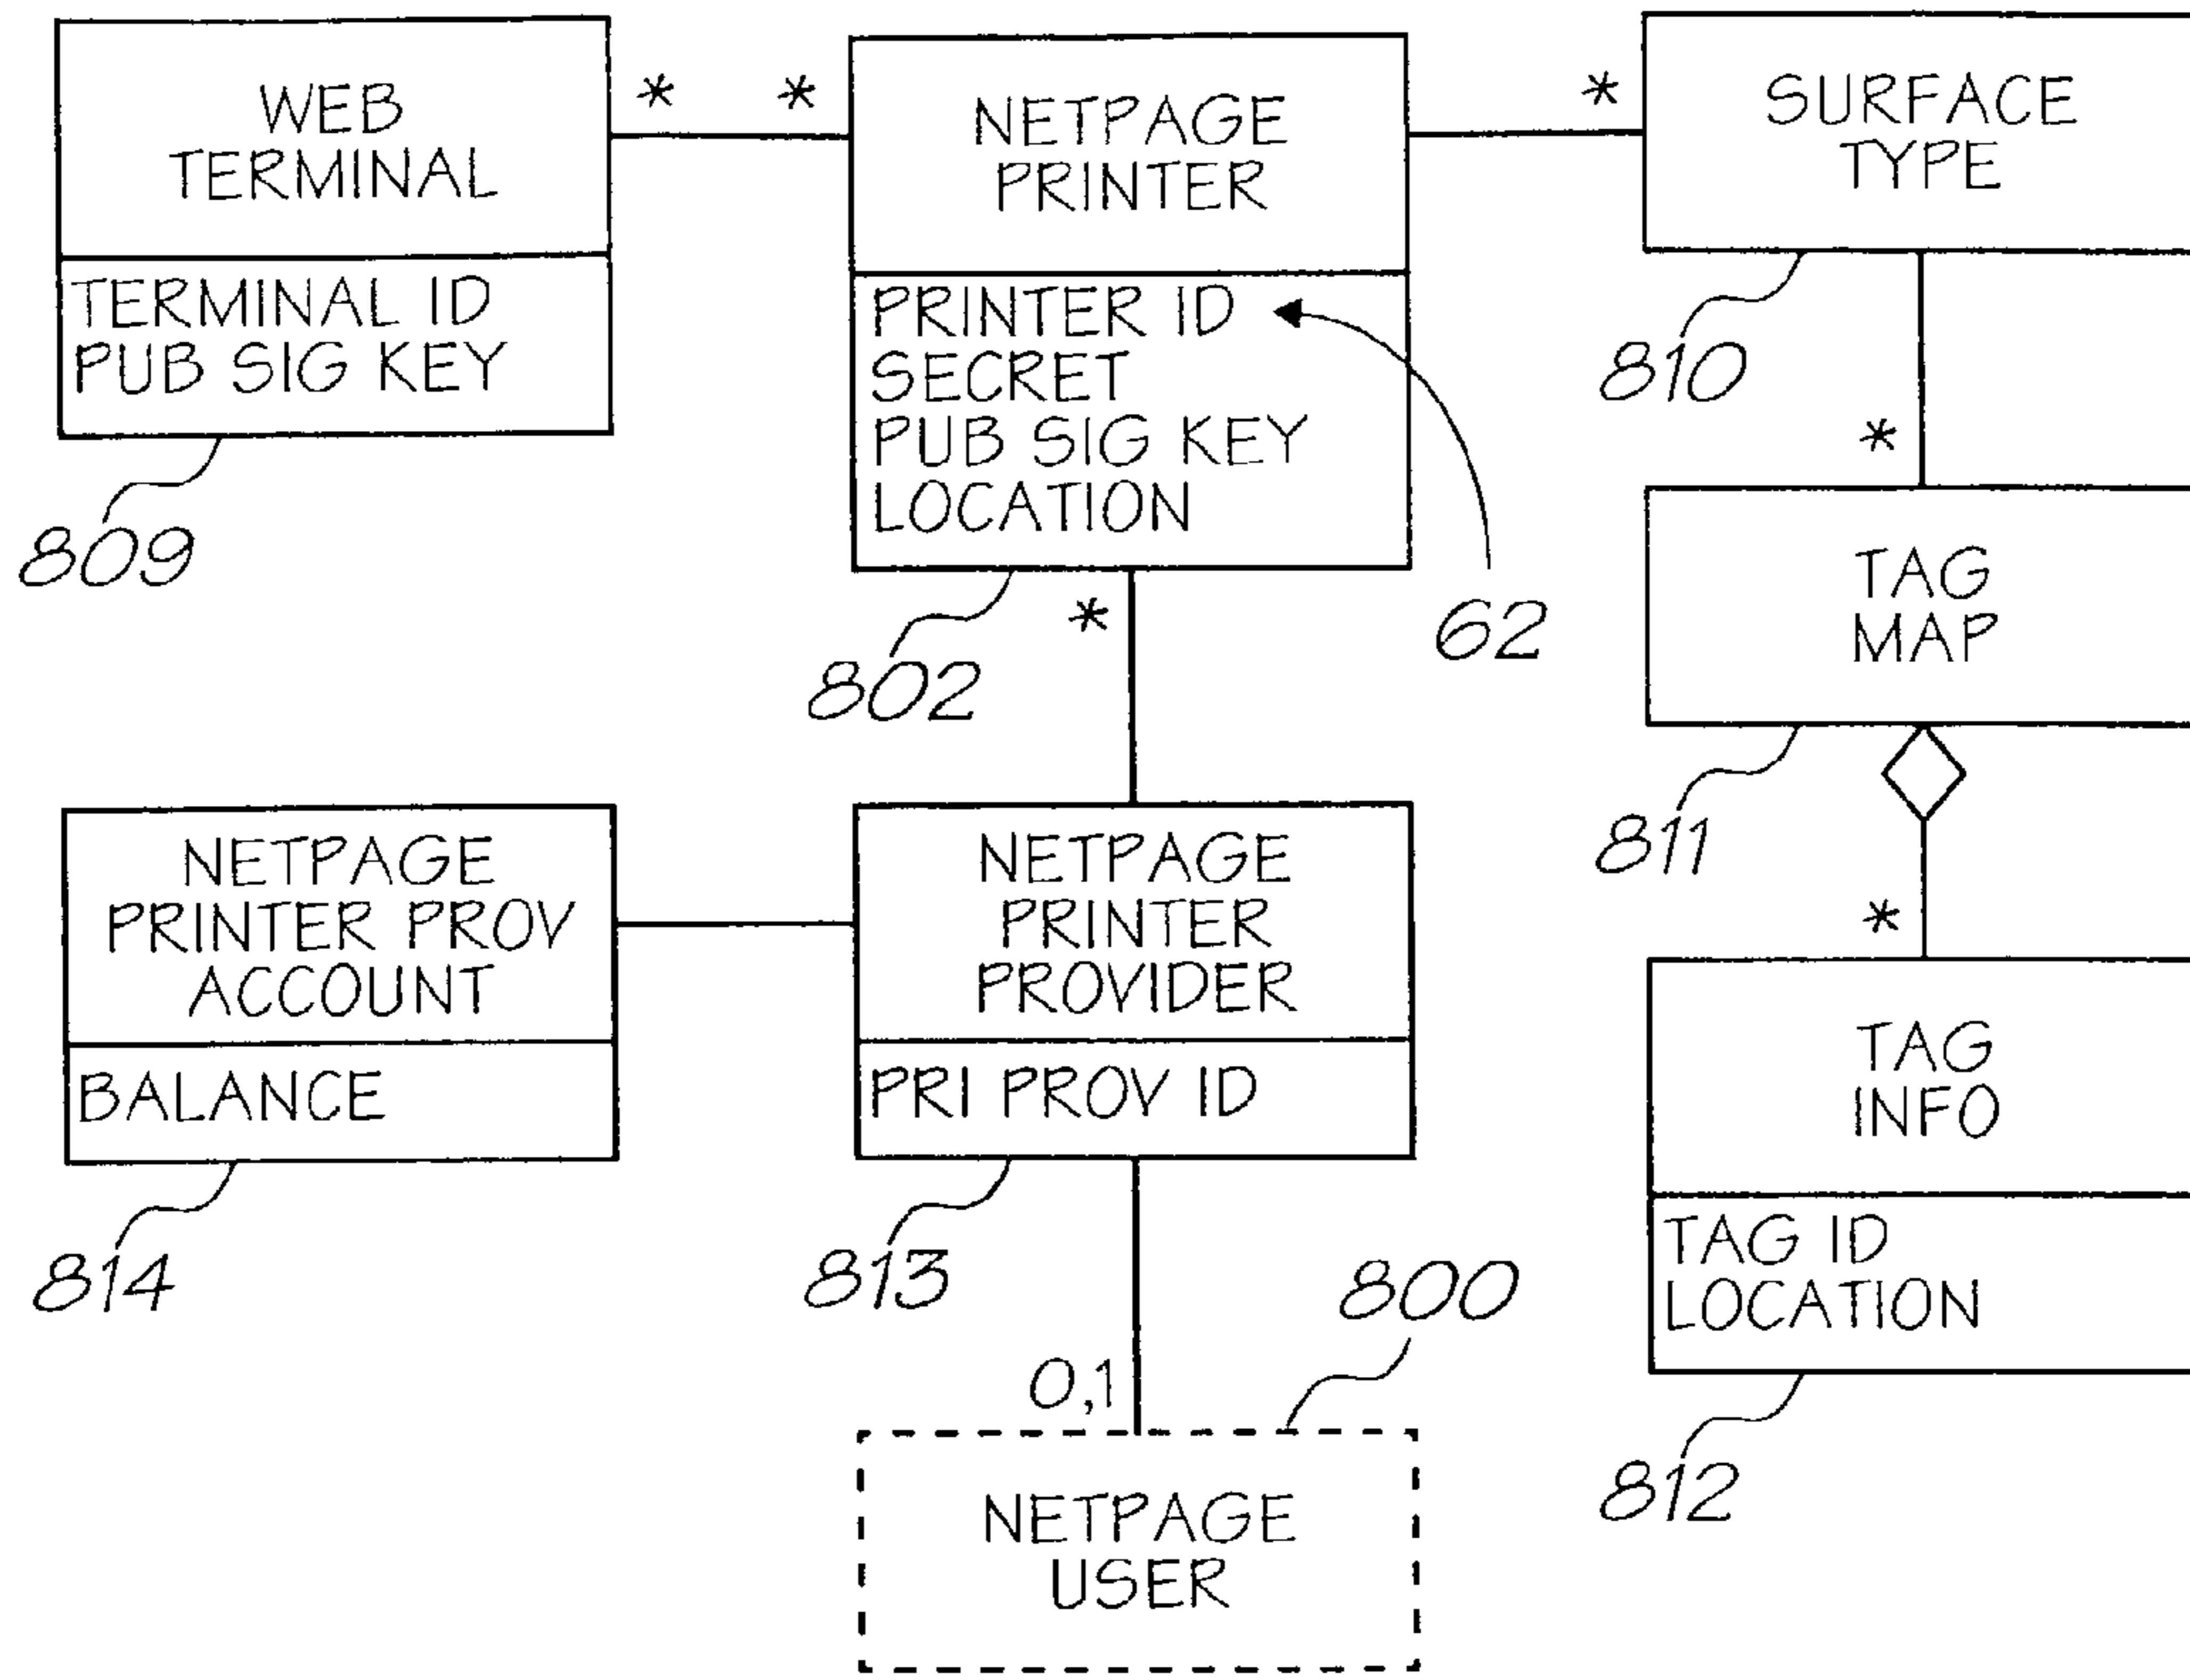 WEB
TERMINAL
TERMINAL ID
PUB SIG KEY
809
*
*
NETPAGE
PRINTER
PRINTER ID
SECRET
PUB SIG KEY
LOCATION
802
62
*
*
SURFACE
TYPE
810
*
TAG
MAP
811
*
TAG
INFO
TAG ID
LOCATION
812
NETPAGE
PRINTER PROV
ACCOUNT
BALANCE
814
NETPAGE
PRINTER
PROVIDER
PRI PROV ID
813
800
0,1
NETPAGE
USER